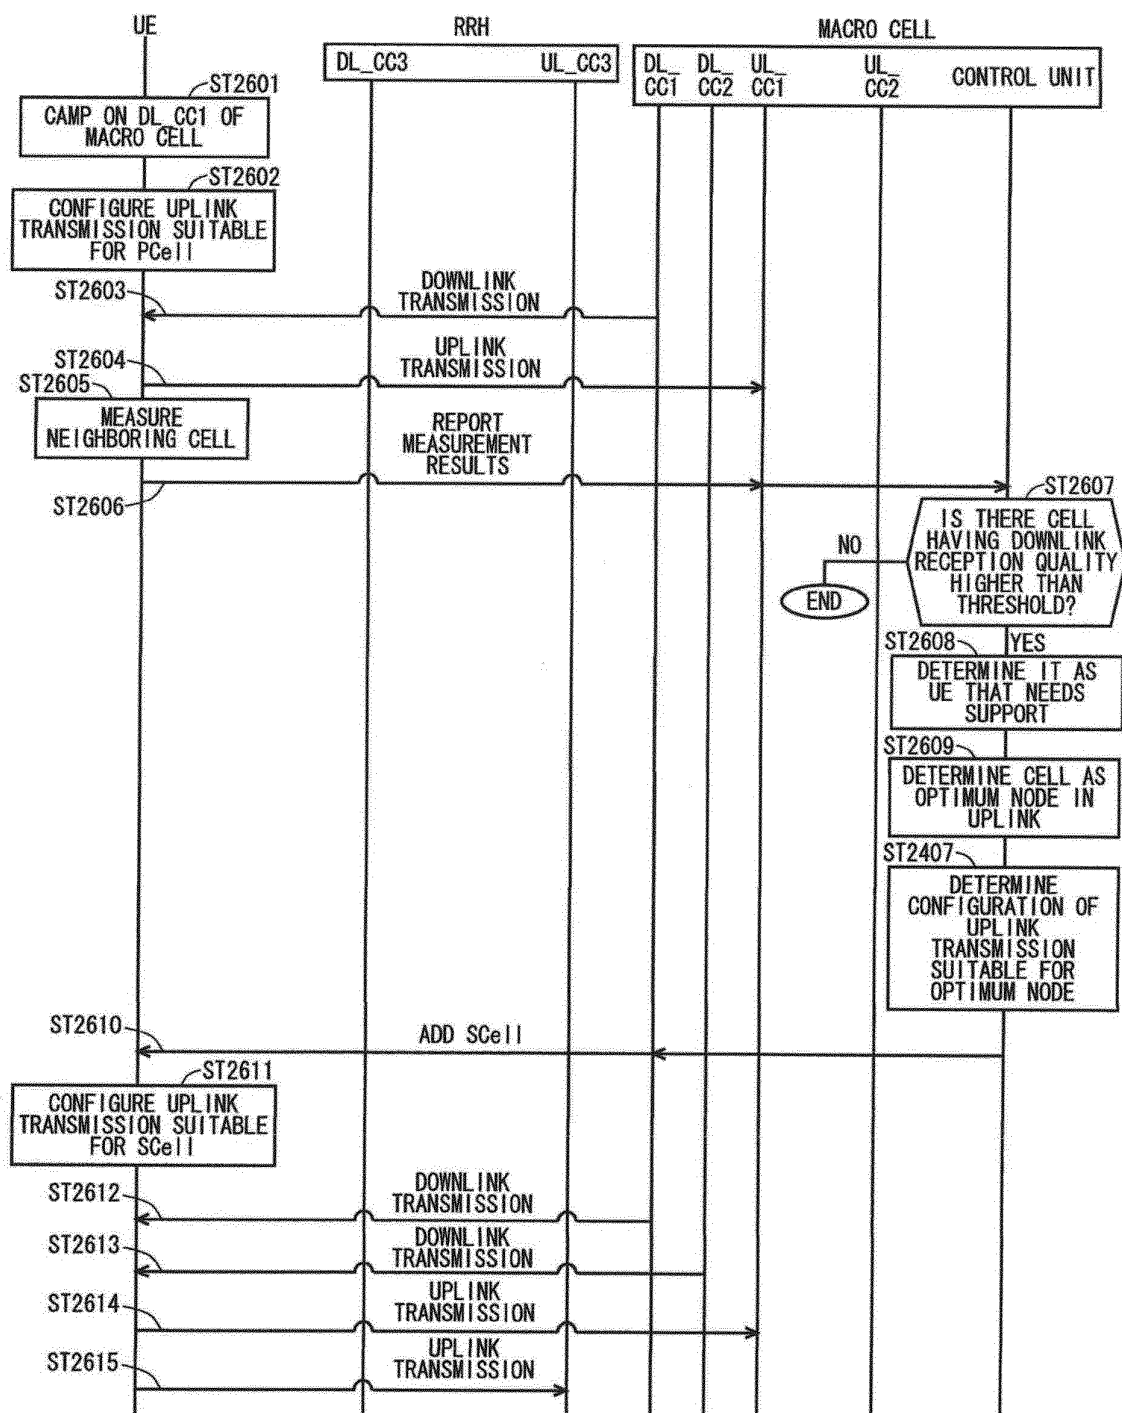 UE
RRH
MACRO CELL
DL_CC3
UL_CC3
DL_
CC1
DL_
CC2
UL_
CC1
UL_
CC2
CONTROL UNIT
ST2601
CAMP ON DL_CC1 OF
MACRO CELL
ST2602
CONFIGURE UPLINK
TRANSMISSION SUITABLE
FOR PCell
ST2603
DOWNLINK
TRANSMISSION
ST2604
UPLINK
TRANSMISSION
ST2605
MEASURE
NEIGHBORING CELL
REPORT
MEASUREMENT
RESULTS
ST2606
ST2607
IS THERE CELL
HAVING DOWNLINK
RECEPTION QUALITY
HIGHER THAN
THRESHOLD?
NO
END
YES
ST2608
DETERMINE IT AS
UE THAT NEEDS
SUPPORT
ST2609
DETERMINE CELL AS
OPTIMUM NODE IN
UPLINK
ST2407
DETERMINE
CONFIGURATION OF
UPLINK
TRANSMISSION
SUITABLE FOR
OPTIMUM NODE
ST2610
ADD SCell
ST2611
CONFIGURE UPLINK
TRANSMISSION SUITABLE
FOR SCell
ST2612
DOWNLINK
TRANSMISSION
ST2613
DOWNLINK
TRANSMISSION
ST2614
UPLINK
TRANSMISSION
ST2615
UPLINK
TRANSMISSION